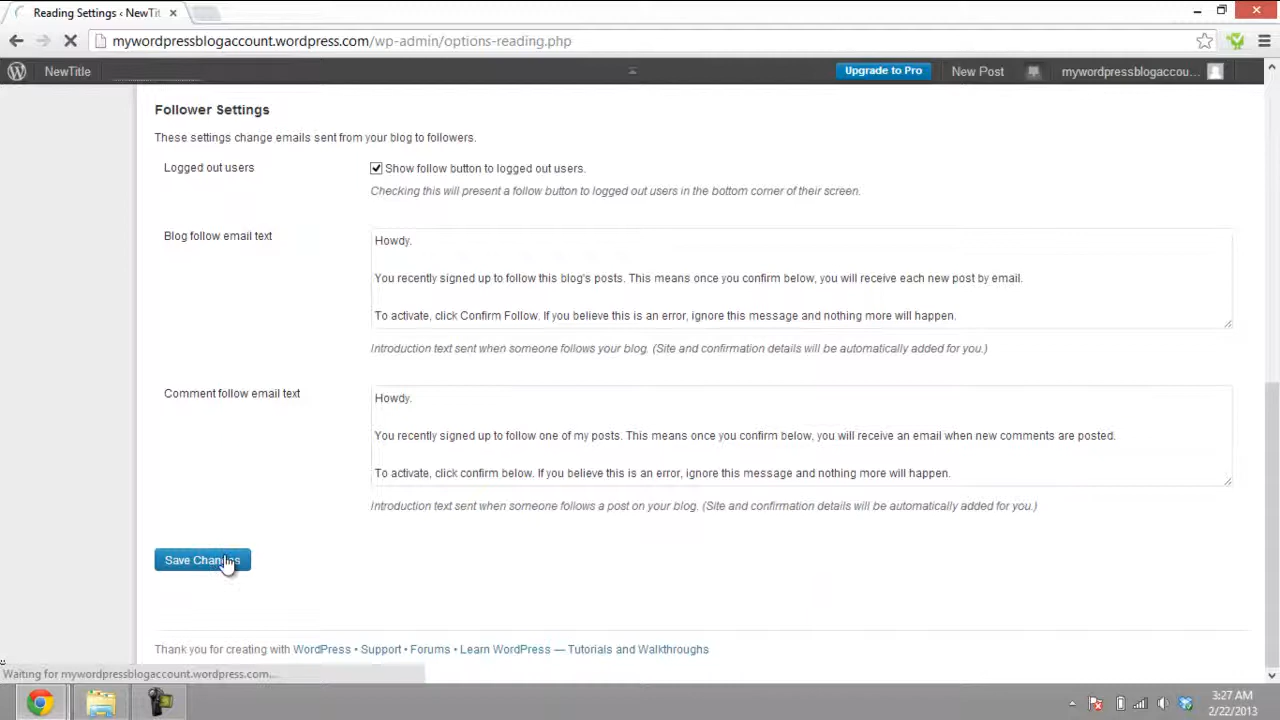 Reading Settings ‹ NewTit
mywordpressblogaccount.wordpress.com/wp-admin/options-reading.php
NewTitle
Upgrade to Pro
New Post
mywordpressblogaccou...
Follower Settings
These settings change emails sent from your blog to followers.
Logged out users
Show follow button to logged out users.
Checking this will present a follow button to logged out users in the bottom corner of their screen.
Blog follow email text
Howdy.
You recently signed up to follow this blog's posts. This means once you confirm below, you will receive each new post by email.
To activate, click Confirm Follow. If you believe this is an error, ignore this message and nothing more will happen.
Introduction text sent when someone follows your blog. (Site and confirmation details will be automatically added for you.)
Comment follow email text
Howdy.
You recently signed up to follow one of my posts. This means once you confirm below, you will receive an email when new comments are posted.
To activate, click confirm below. If you believe this is an error, ignore this message and nothing more will happen.
Introduction text sent when someone follows a post on your blog. (Site and confirmation details will be automatically added for you.)
Save Changes
Thank you for creating with WordPress • Support • Forums • Learn WordPress — Tutorials and Walkthroughs
Waiting for mywordpressblogaccount.wordpress.com...
3:27 AM
2/22/2013